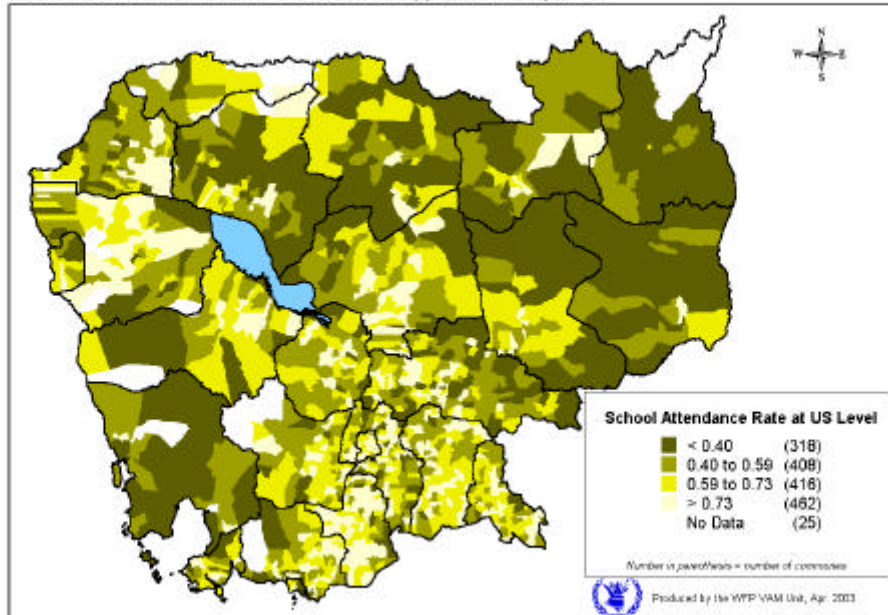 N
W E
S
School Attendance Rate at US Level
< 0.40 (318)
0.40 to 0.59 (408)
0.59 to 0.73 (416)
> 0.73 (462)
No Data (25)
Number in parenthesis = number of communes
Produced by the WFP VAM Unit, Apr. 2003